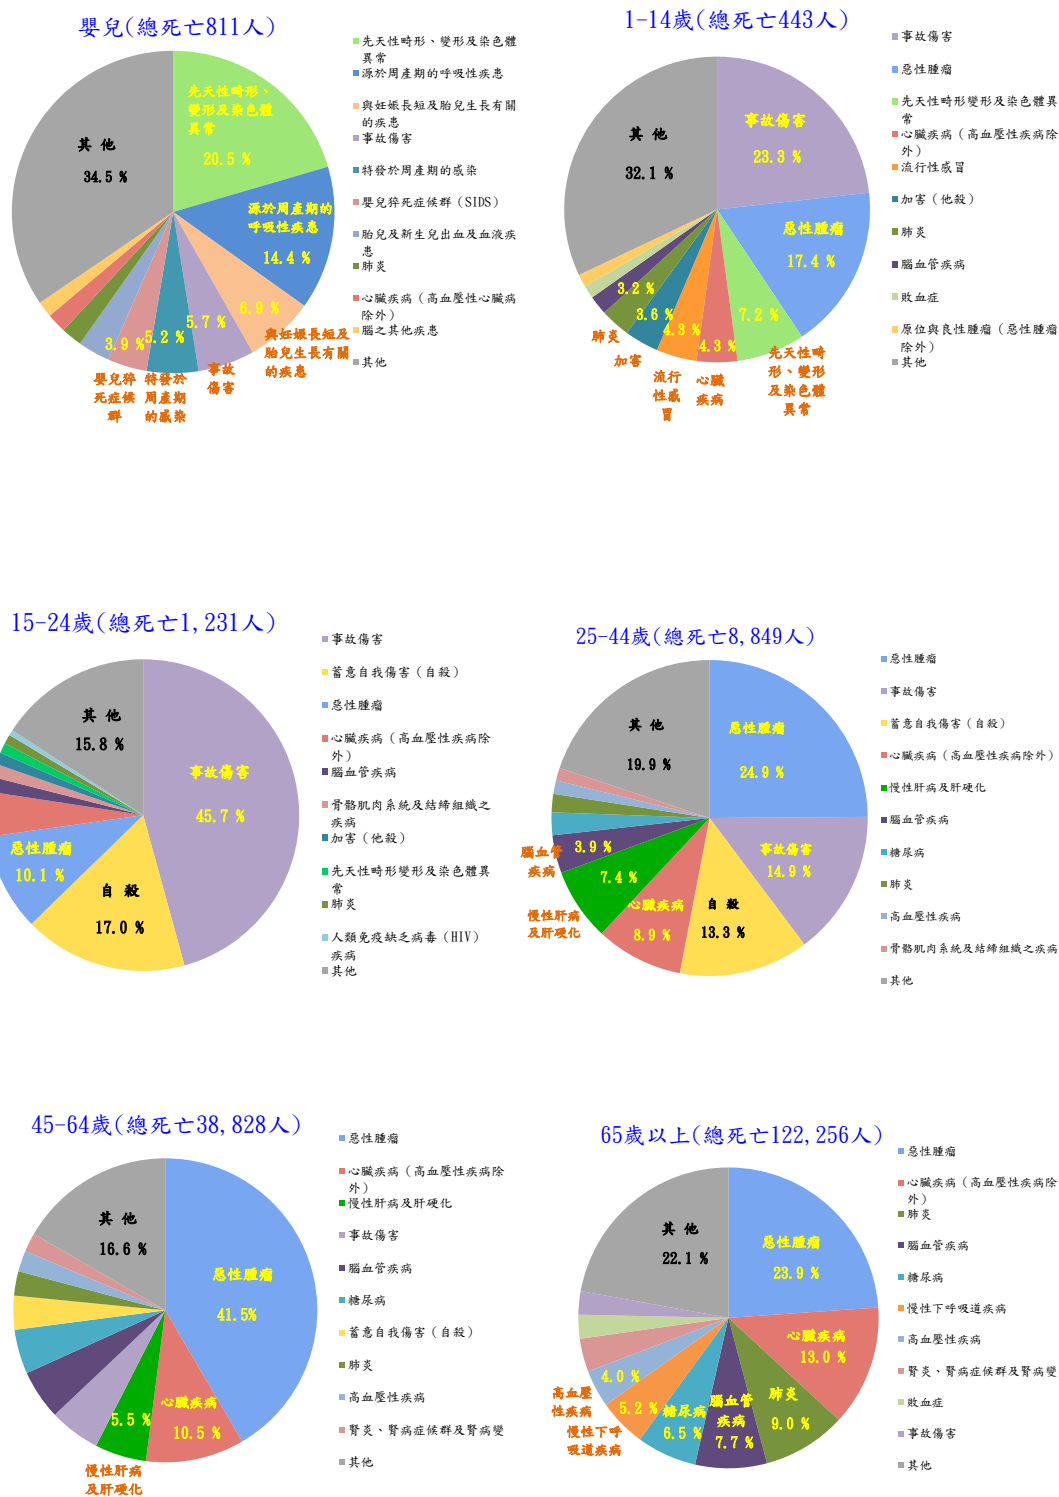 嬰兒(總死亡811人)
先天性畸形、
變形及染色體
異常
20.5 %
源於周產期的
呼吸性疾患
14.4 %
6.9 %
與妊娠長短及
胎兒生長有關
的疾患
5.7 %
事故
傷害
5.2 %
特發於
周產期
的感染
3.9 %
嬰兒猝
死症候
群
其 他
34.5 %
先天性畸形、變形及染色體
異常
源於周產期的呼吸性疾患
與妊娠長短及胎兒生長有關
的疾患
事故傷害
特發於周產期的感染
嬰兒猝死症候群（SIDS）
胎兒及新生兒出血及血液疾
患
肺炎
心臟疾病（高血壓性心臟病
除外）
腦之其他疾患
其他
1-14歲(總死亡443人)
事故傷害
23.3 %
惡性腫瘤
17.4 %
7.2 %
先天性畸
形、變形
及染色體
異常
4.3 %
心臟
疾病
4.3 %
流行
性感
冒
3.6 %
加害
3.2 %
肺炎
其 他
32.1 %
事故傷害
惡性腫瘤
先天性畸形變形及染色體異
常
心臟疾病（高血壓性疾病除
外）
流行性感冒
加害（他殺）
肺炎
腦血管疾病
敗血症
原位與良性腫瘤（惡性腫瘤
除外）
其他
15-24歲(總死亡1,231人)
事故傷害
45.7 %
自 殺
17.0 %
惡性腫瘤
10.1 %
其 他
15.8 %
事故傷害
蓄意自我傷害（自殺）
惡性腫瘤
心臟疾病（高血壓性疾病除
外）
腦血管疾病
骨骼肌肉系統及結締組織之
疾病
加害（他殺）
先天性畸形變形及染色體異
常
肺炎
人類免疫缺乏病毒（HIV）
疾病
其他
25-44歲(總死亡8,849人)
惡性腫瘤
24.9 %
事故傷害
14.9 %
自 殺
13.3 %
心臟疾病
8.9 %
7.4 %
慢性肝病
及肝硬化
3.9 %
腦血管
疾病
其 他
19.9 %
惡性腫瘤
事故傷害
蓄意自我傷害（自殺）
心臟疾病（高血壓性疾病除外）
慢性肝病及肝硬化
腦血管疾病
糖尿病
肺炎
高血壓性疾病
骨骼肌肉系統及結締組織之疾病
其他
45-64歲(總死亡38,828人)
惡性腫瘤
41.5%
心臟疾病
10.5 %
5.5 %
慢性肝病
及肝硬化
其 他
16.6 %
惡性腫瘤
心臟疾病（高血壓性疾病除
外）
慢性肝病及肝硬化
事故傷害
腦血管疾病
糖尿病
蓄意自我傷害（自殺）
肺炎
高血壓性疾病
腎炎、腎病症候群及腎病變
其他
65歲以上(總死亡122,256人)
惡性腫瘤
23.9 %
心臟疾病
13.0 %
肺炎
9.0 %
腦血管
疾病
7.7 %
糖尿病
6.5 %
5.2 %
慢性下呼
吸道疾病
4.0 %
高血壓
性疾病
其 他
22.1 %
惡性腫瘤
心臟疾病（高血壓性疾病除
外）
肺炎
腦血管疾病
糖尿病
慢性下呼吸道疾病
高血壓性疾病
腎炎、腎病症候群及腎病變
敗血症
事故傷害
其他